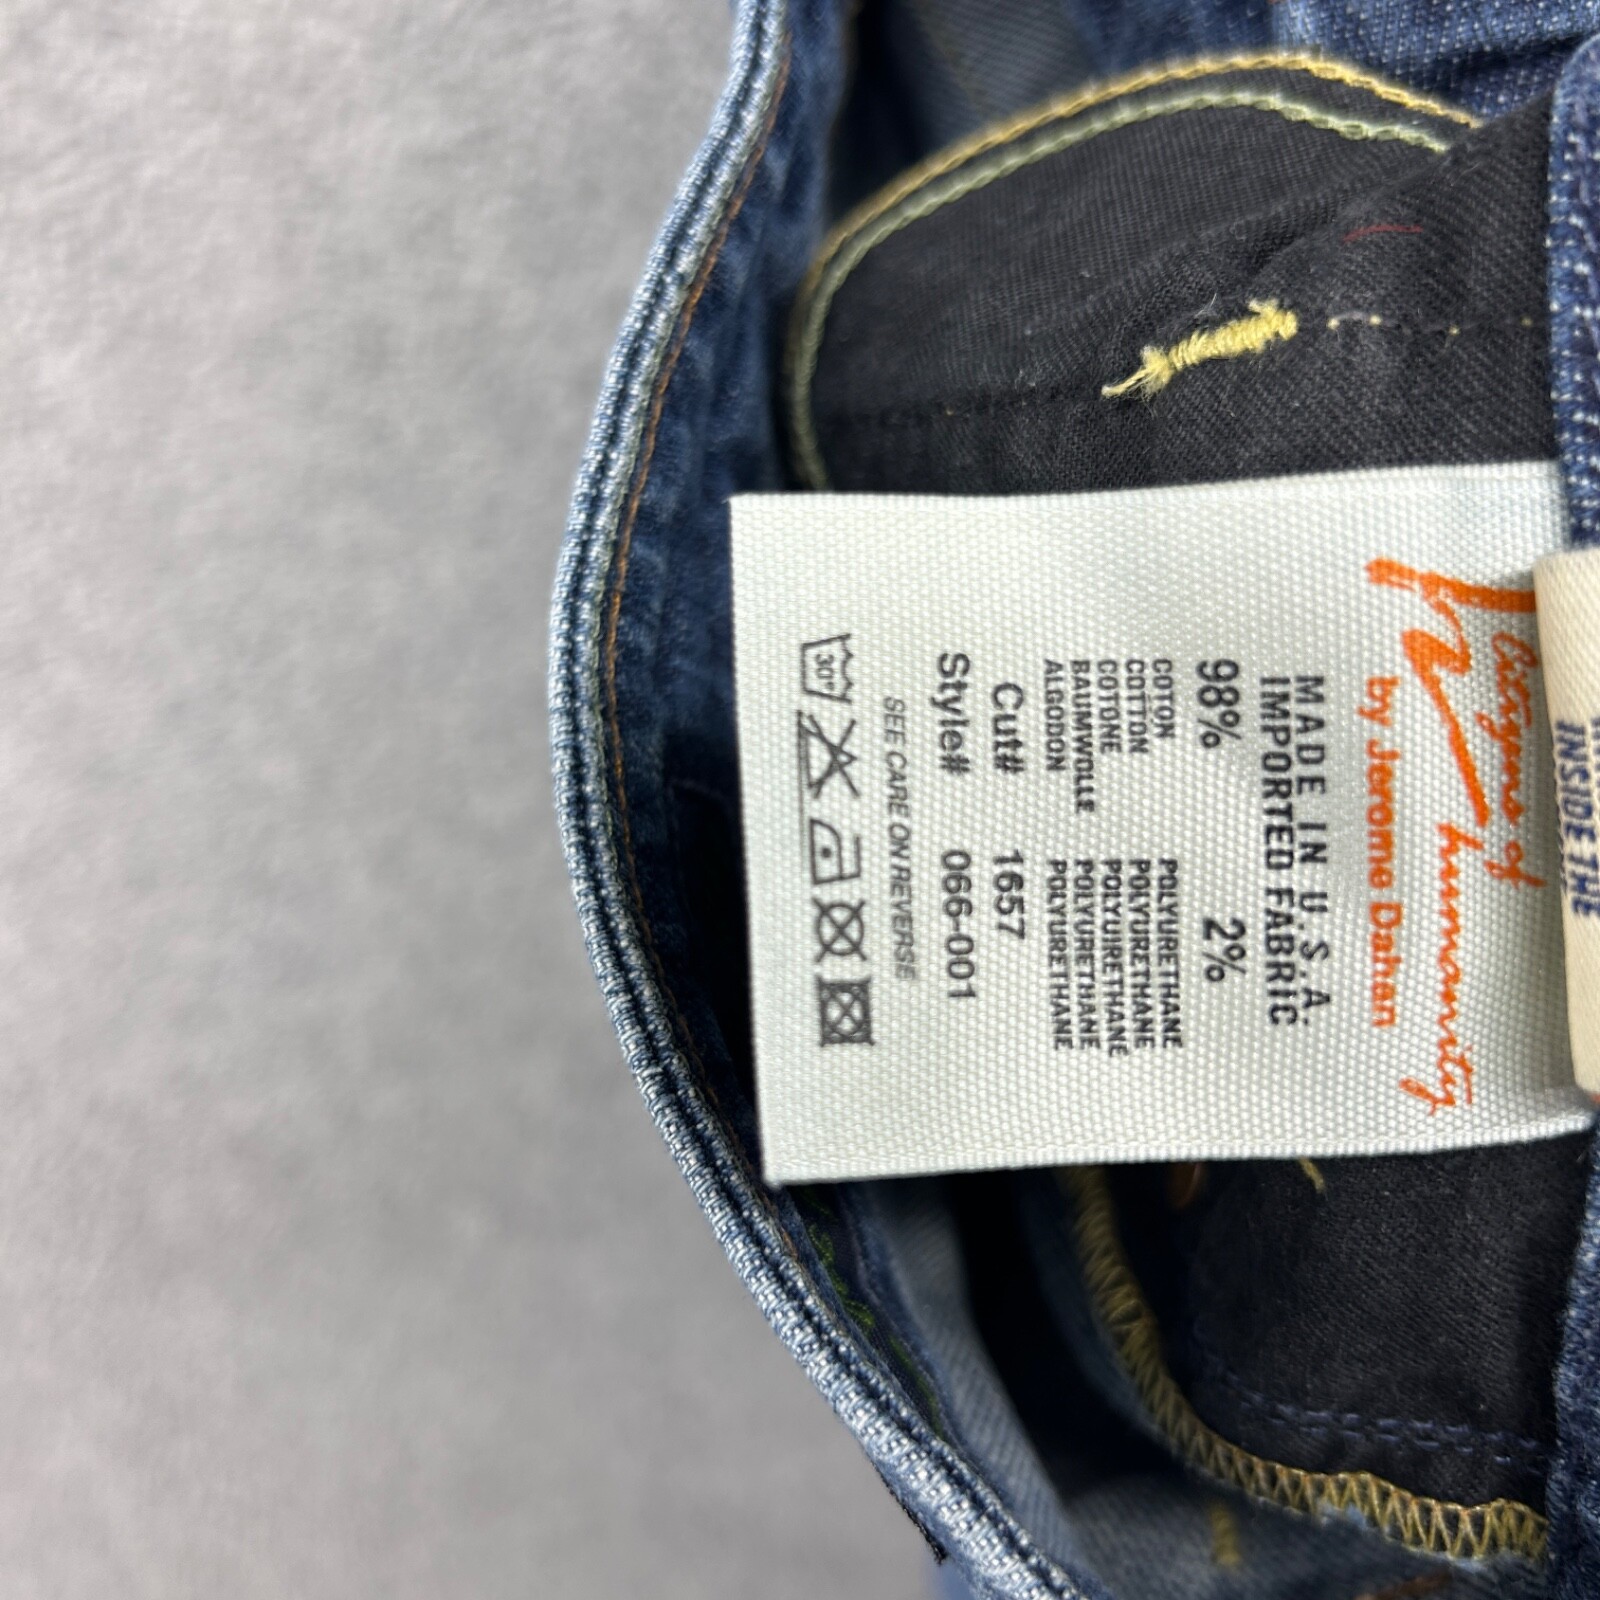 Citizens of humanity
by Jerome Dahan
MADE IN U.S.A.
IMPORTED FABRIC
98% 2%
COTON POLYURETHANE
COTTON POLYURETHANE
COTONE POLYURETHANE
BAUMWOLLE POLYURETHANE
ALGODON POLYURETHANE
Cut# 1657
Style# 066-001
SEE CARE ON REVERSE
30°
INSIDE THE